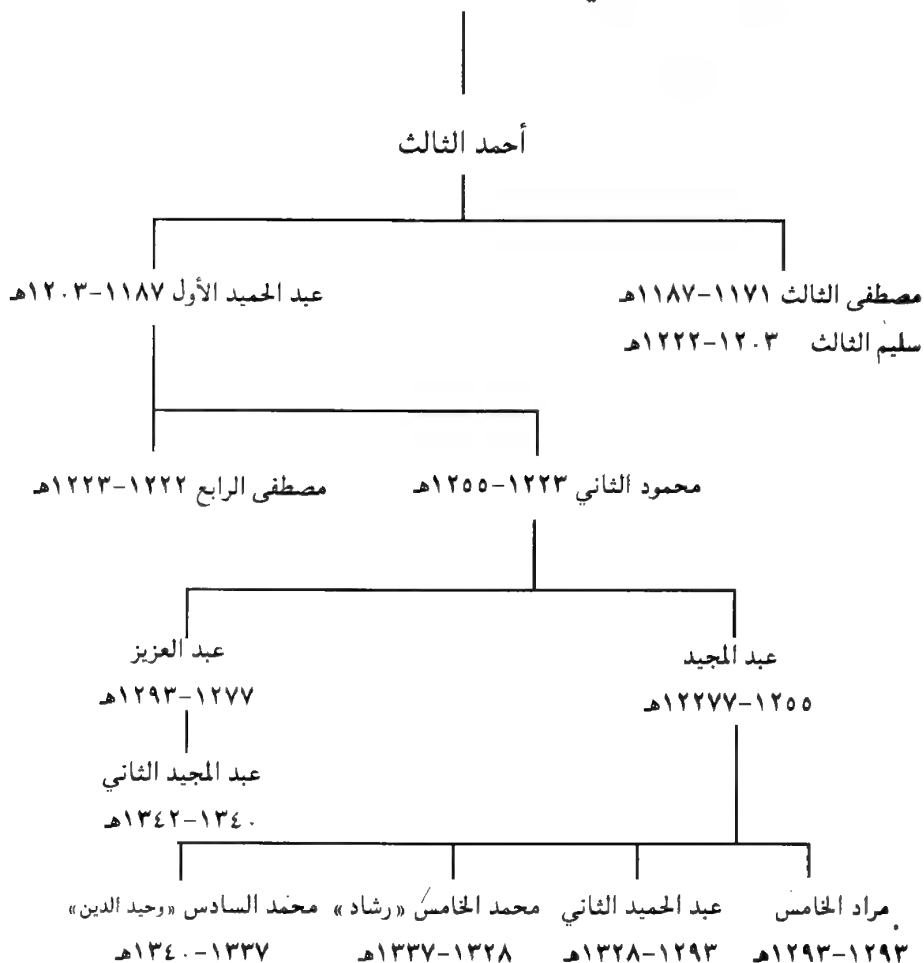 أحمد الثالث
مصطفى الثالث ١١٧١-١١٨٧هـ
سليم الثالث ١٢٠٣-١٢٢٢هـ
عبد الحميد الأول ١١٨٧-١٢٠٣هـ
محمود الثاني ١٢٢٣-١٢٥٥هـ
مصطفى الرابع ١٢٢٢-١٢٢٣هـ
عبد المجيد
١٢٥٥-١٢٢٧٧هـ
عبد العزيز
١٢٧٧-١٢٩٣هـ
عبد المجيد الثاني
١٣٤٠-١٣٤٢هـ
مراد الخامس
١٢٩٣-١٢٩٣هـ
عبد الحميد الثاني
١٢٩٣-١٣٢٨هـ
محمد الخامس «رشاد»
١٣٢٨-١٣٣٧هـ
محمد السادس «وحيد الدين»
١٣٣٧-١٣٤٠هـ